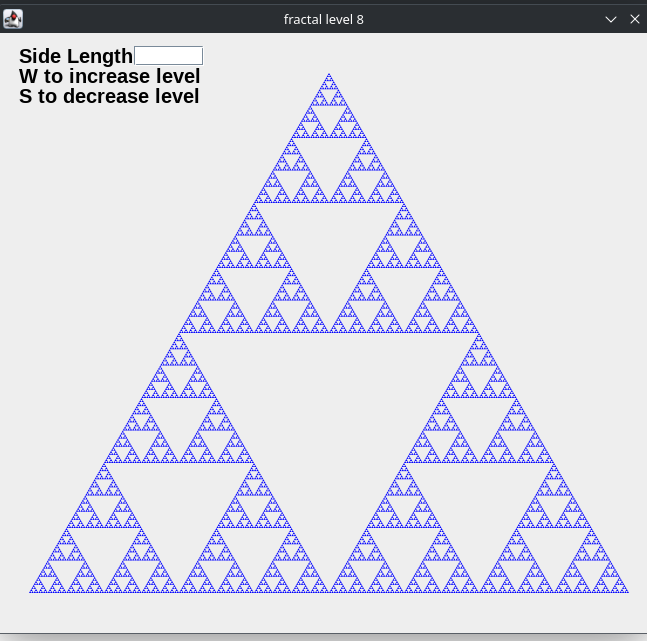 fractal level 8
Side Length
W to increase level
S to decrease level